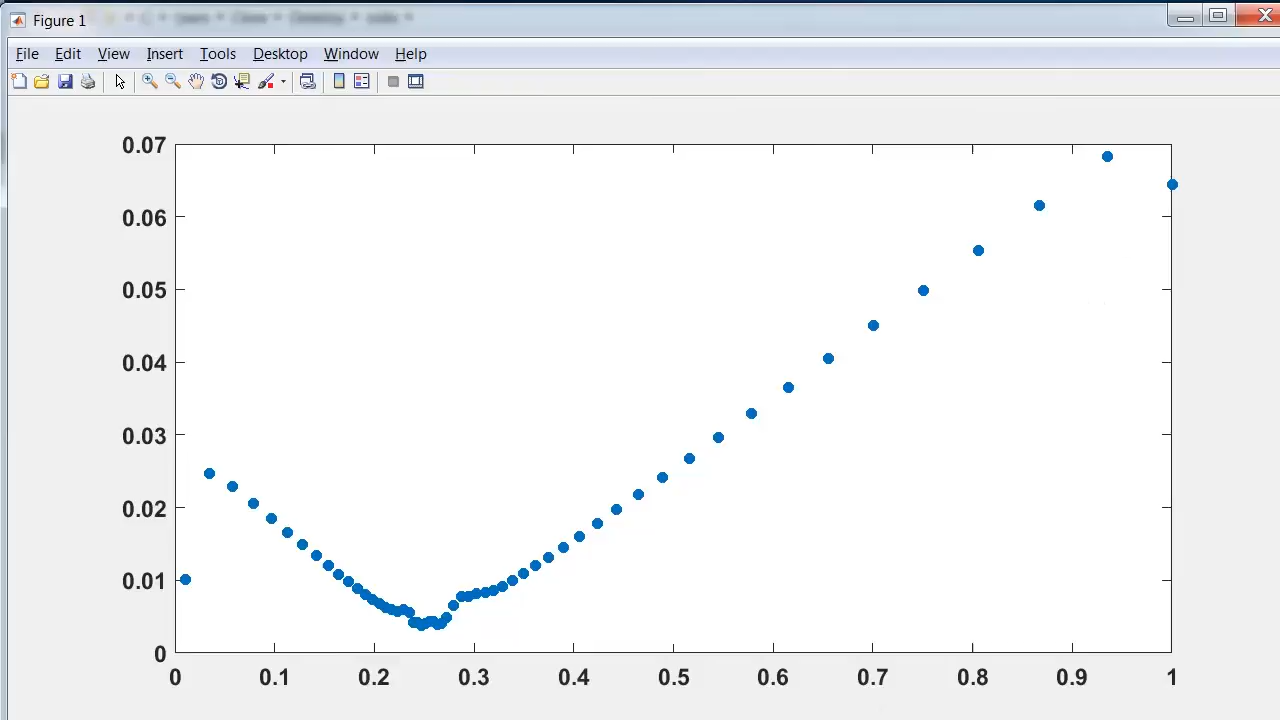 Figure 1
File Edit View Insert Tools Desktop Window Help
0.07
0.06
0.05
0.04
0.03
0.02
0.01
0
0 0.1 0.2 0.3 0.4 0.5 0.6 0.7 0.8 0.9 1